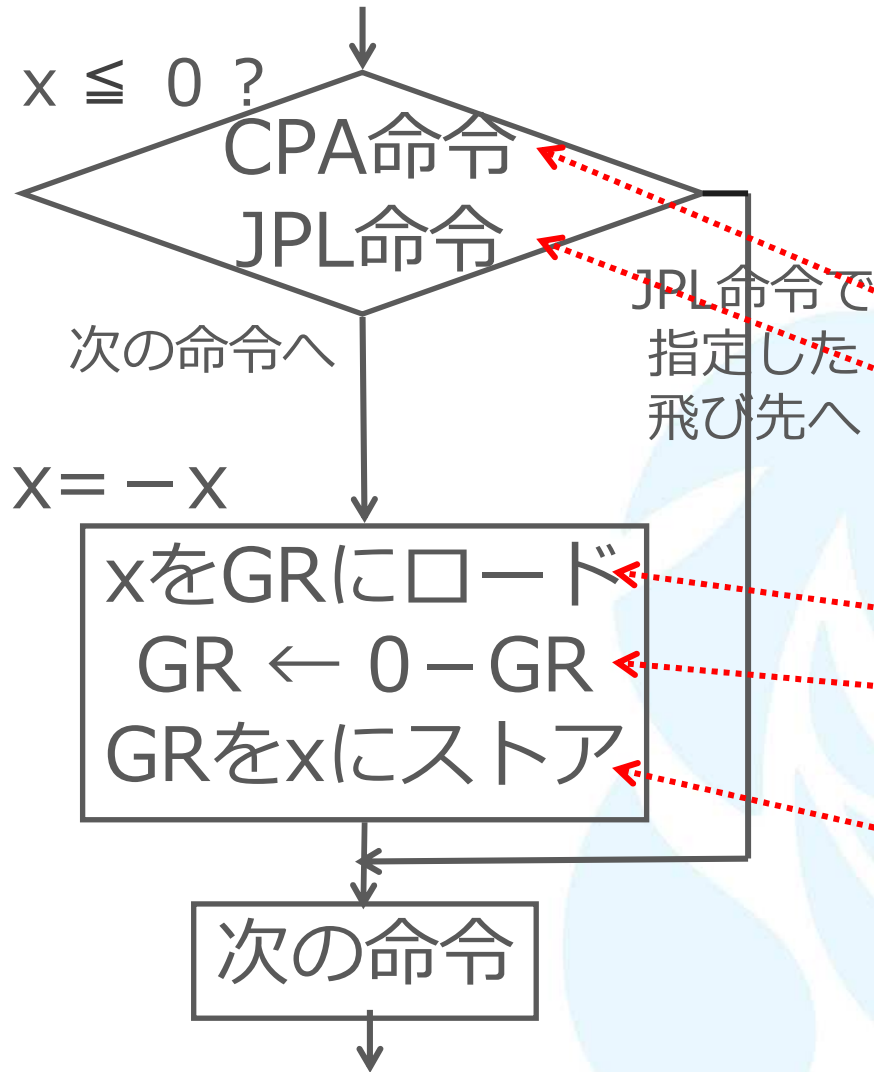 x ≦ 0 ?
CPA命令
JPL命令
JPL命令で
指定した
飛び先へ
次の命令へ
x=−x
xをGRにロード
GR ← 0−GR
GRをxにストア
次の命令